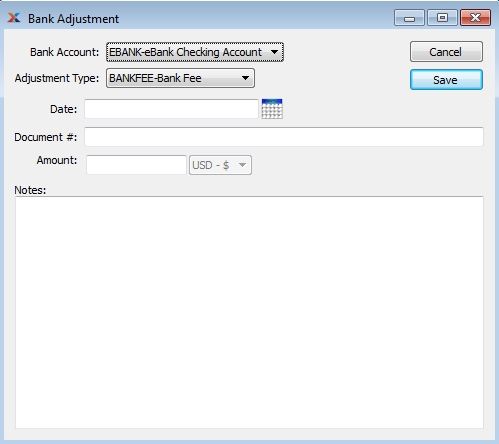 Bank Adjustment
Bank Account: EBANK-eBank Checking Account Cancel
Adjustment Type: BANKFEE-Bank Fee Save
Date:
Document #:
Amount: USD - $
Notes: